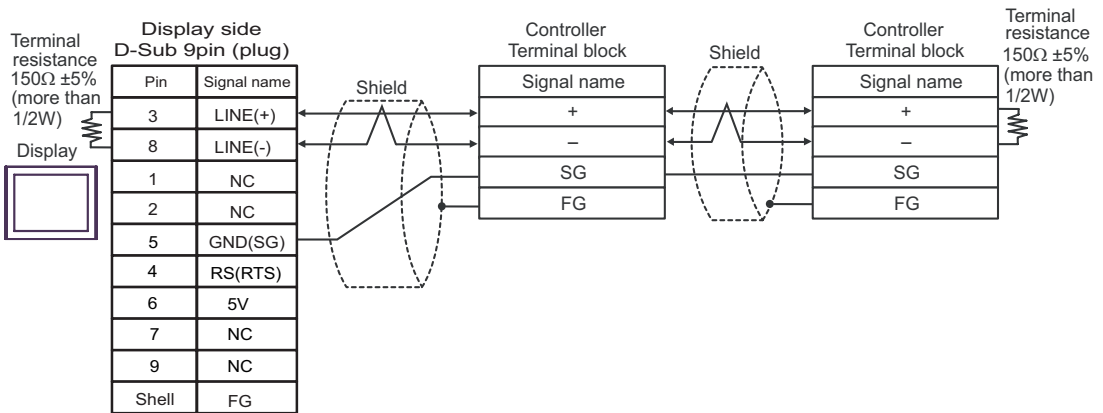 Terminal
resistance
150Ω ±5%
(more than
1/2W)
Display
Display side
D-Sub 9pin (plug)
Pin Signal name
3 LINE(+)
8 LINE(-)
1 NC
2 NC
5 GND(SG)
4 RS(RTS)
6 5V
7 NC
9 NC
Shell FG
Shield
Controller
Terminal block
Signal name
+
–
SG
FG
Shield
Controller
Terminal block
Signal name
+
–
SG
FG
Terminal
resistance
150Ω ±5%
(more than
1/2W)